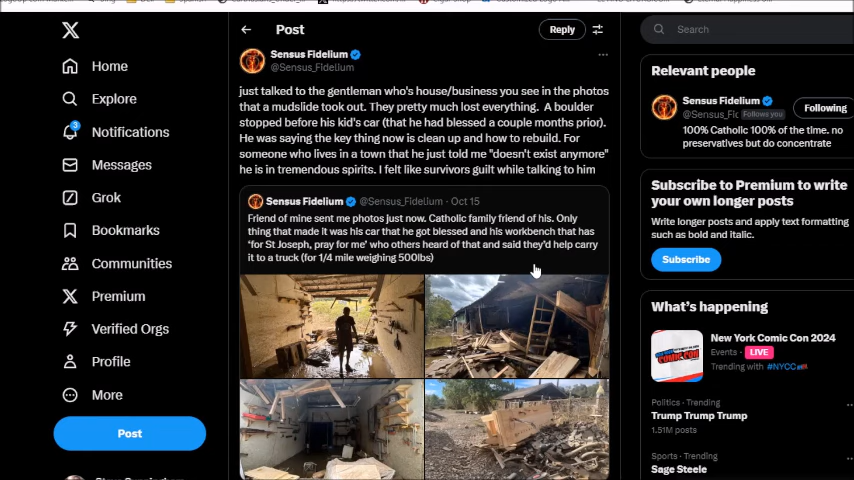 Post
Reply
Search
Home
Explore
3
Notifications
Messages
Grok
Bookmarks
Communities
Premium
Verified Orgs
Profile
More
Post
Sensus Fidelium
@Sensus_Fidelium
just talked to the gentleman who's house/business you see in the photos
that a mudslide took out. They pretty much lost everything. A boulder
stopped before his kid's car (that he had blessed a couple months prior).
He was saying the key thing now is clean up and how to rebuild. For
someone who lives in a town that he just told me "doesn't exist anymore"
he is in tremendous spirits. I felt like survivors guilt while talking to him
Sensus Fidelium @Sensus_Fidelium · Oct 15
Friend of mine sent me photos just now. Catholic family friend of his. Only
thing that made it was his car that he got blessed and his workbench that has
'for St Joseph, pray for me' who others heard of that and said they'd help carry
it to a truck (for 1/4 mile weighing 500lbs)
Relevant people
Sensus Fidelium
@Sensus_Fic Follows you
Following
100% Catholic 100% of the time. no
preservatives but do concentrate
Subscribe to Premium to write
your own longer posts
Write longer posts and apply text formatting
such as bold and italic.
Subscribe
What's happening
New York Comic Con 2024
Events · LIVE
Trending with #NYCC
Politics · Trending
Trump Trump Trump
1.51M posts
Sports · Trending
Sage Steele